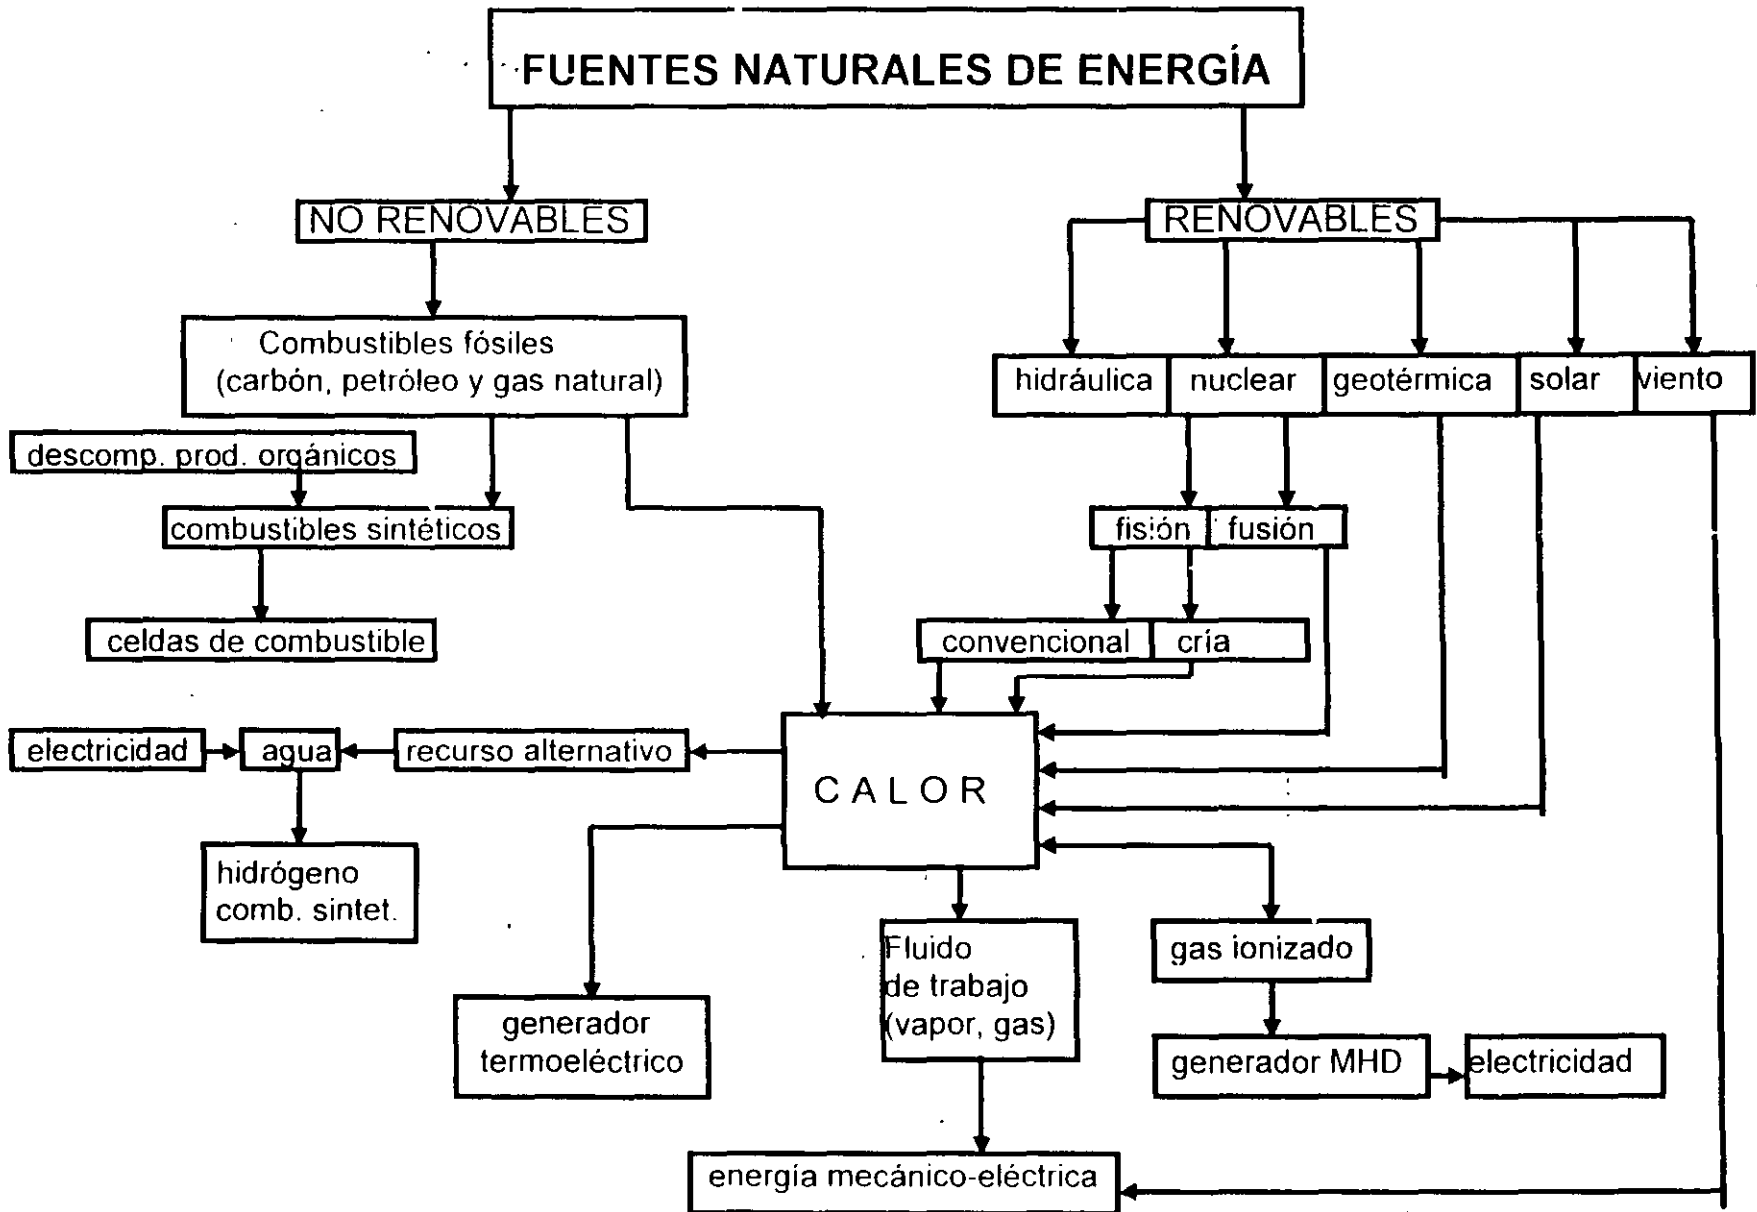 FUENTES NATURALES DE ENERGÍA
NO RENOVABLES
RENOVABLES
Combustibles fósiles
(carbón, petróleo y gas natural)
hidráulica
nuclear
geotérmica
solar
viento
descomp. prod. orgánicos
combustibles sintéticos
fisión
fusión
celdas de combustible
convencional
cría
electricidad
agua
recurso alternativo
CALOR
hidrógeno
comb. sintet.
Fluido
de trabajo
(vapor, gas)
gas ionizado
generador
termoeléctrico
generador MHD
electricidad
energía mecánico-eléctrica